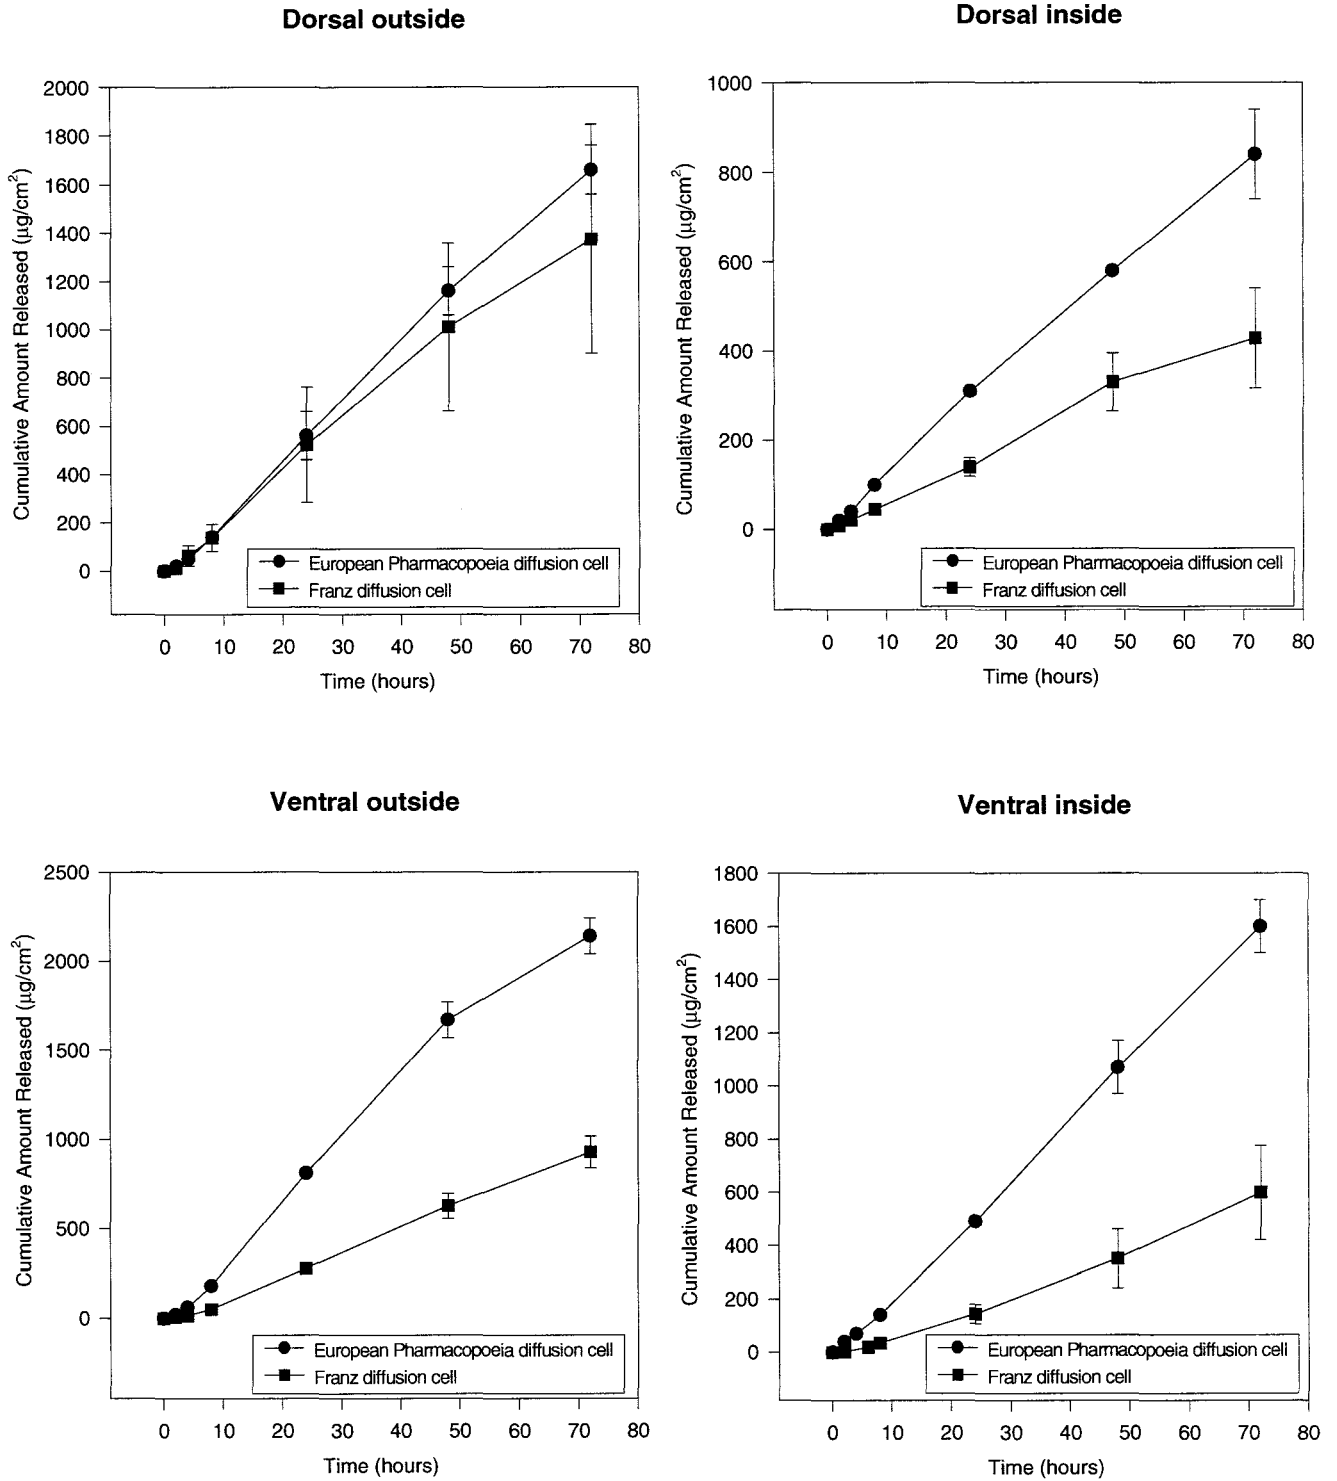 Dorsal outside
Cumulative Amount Released (µg/cm²)
2000
1800
1600
1400
1200
1000
800
600
400
200
0
European Pharmacopoeia diffusion cell
Franz diffusion cell
0 10 20 30 40 50 60 70 80
Time (hours)
Dorsal inside
Cumulative Amount Released (µg/cm²)
1000
800
600
400
200
0
European Pharmacopoeia diffusion cell
Franz diffusion cell
0 10 20 30 40 50 60 70 80
Time (hours)
Ventral outside
Cumulative Amount Released (µg/cm²)
2500
2000
1500
1000
500
0
European Pharmacopoeia diffusion cell
Franz diffusion cell
0 10 20 30 40 50 60 70 80
Time (hours)
Ventral inside
Cumulative Amount Released (µg/cm²)
1800
1600
1400
1200
1000
800
600
400
200
0
European Pharmacopoeia diffusion cell
Franz diffusion cell
0 10 20 30 40 50 60 70 80
Time (hours)